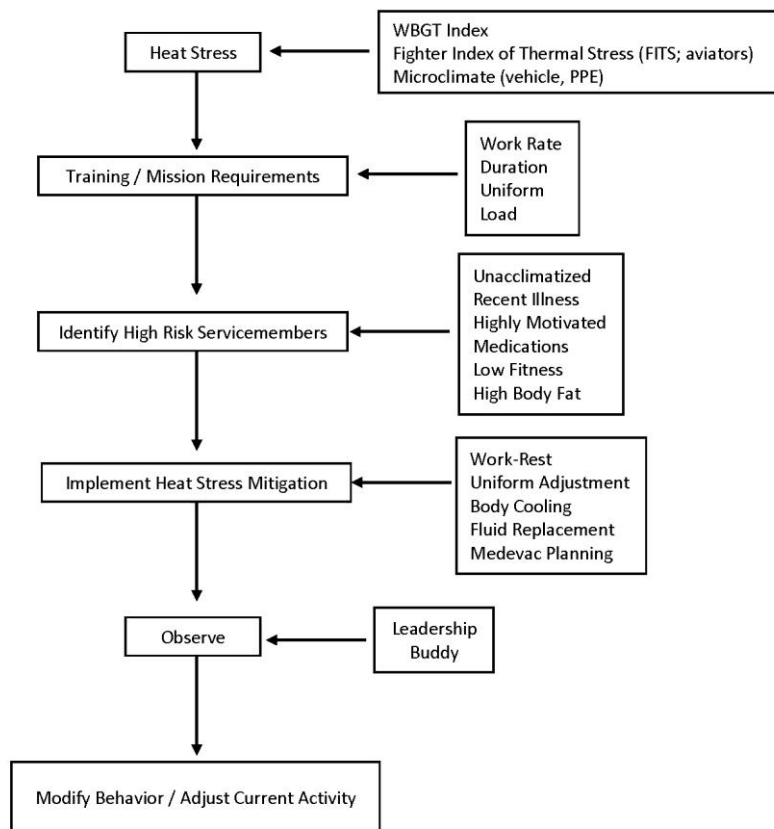 Heat Stress
WBGT Index
Fighter Index of Thermal Stress (FITS; aviators)
Microclimate (vehicle, PPE)
Training / Mission Requirements
Work Rate
Duration
Uniform
Load
Identify High Risk Servicemembers
Unacclimatized
Recent Illness
Highly Motivated
Medications
Low Fitness
High Body Fat
Implement Heat Stress Mitigation
Work-Rest
Uniform Adjustment
Body Cooling
Fluid Replacement
Medevac Planning
Observe
Leadership
Buddy
Modify Behavior / Adjust Current Activity